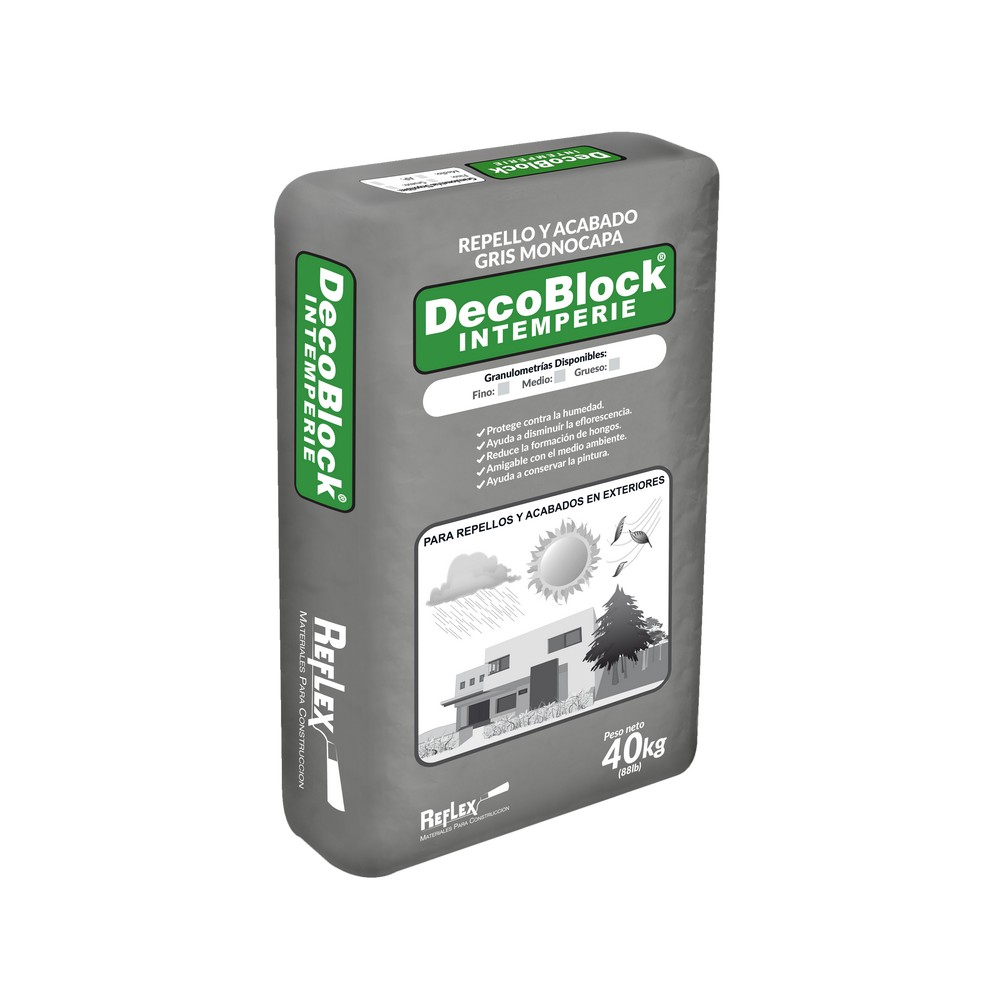 DecoBlock
INTEMPERIE
REPELLO Y ACABADO
GRIS MONOCAPA
DecoBlock®
INTEMPERIE
Granulometrías Disponibles:
Fino: Medio: Grueso:
✓Protege contra la humedad.
✓Ayuda a disminuír la eflorescencia.
✓Reduce la formación de hongos.
✓Amigable con el medio ambiente.
✓Ayuda a conservar la pintura.
PARA REPELLOS Y ACABADOS EN EXTERIORES
Peso neto
40kg
(88lb)
REFLEX
MATERIALES PARA CONSTRUCCION
DecoBlock®
INTEMPERIE
REFLEX
MATERIALES PARA CONSTRUCCION